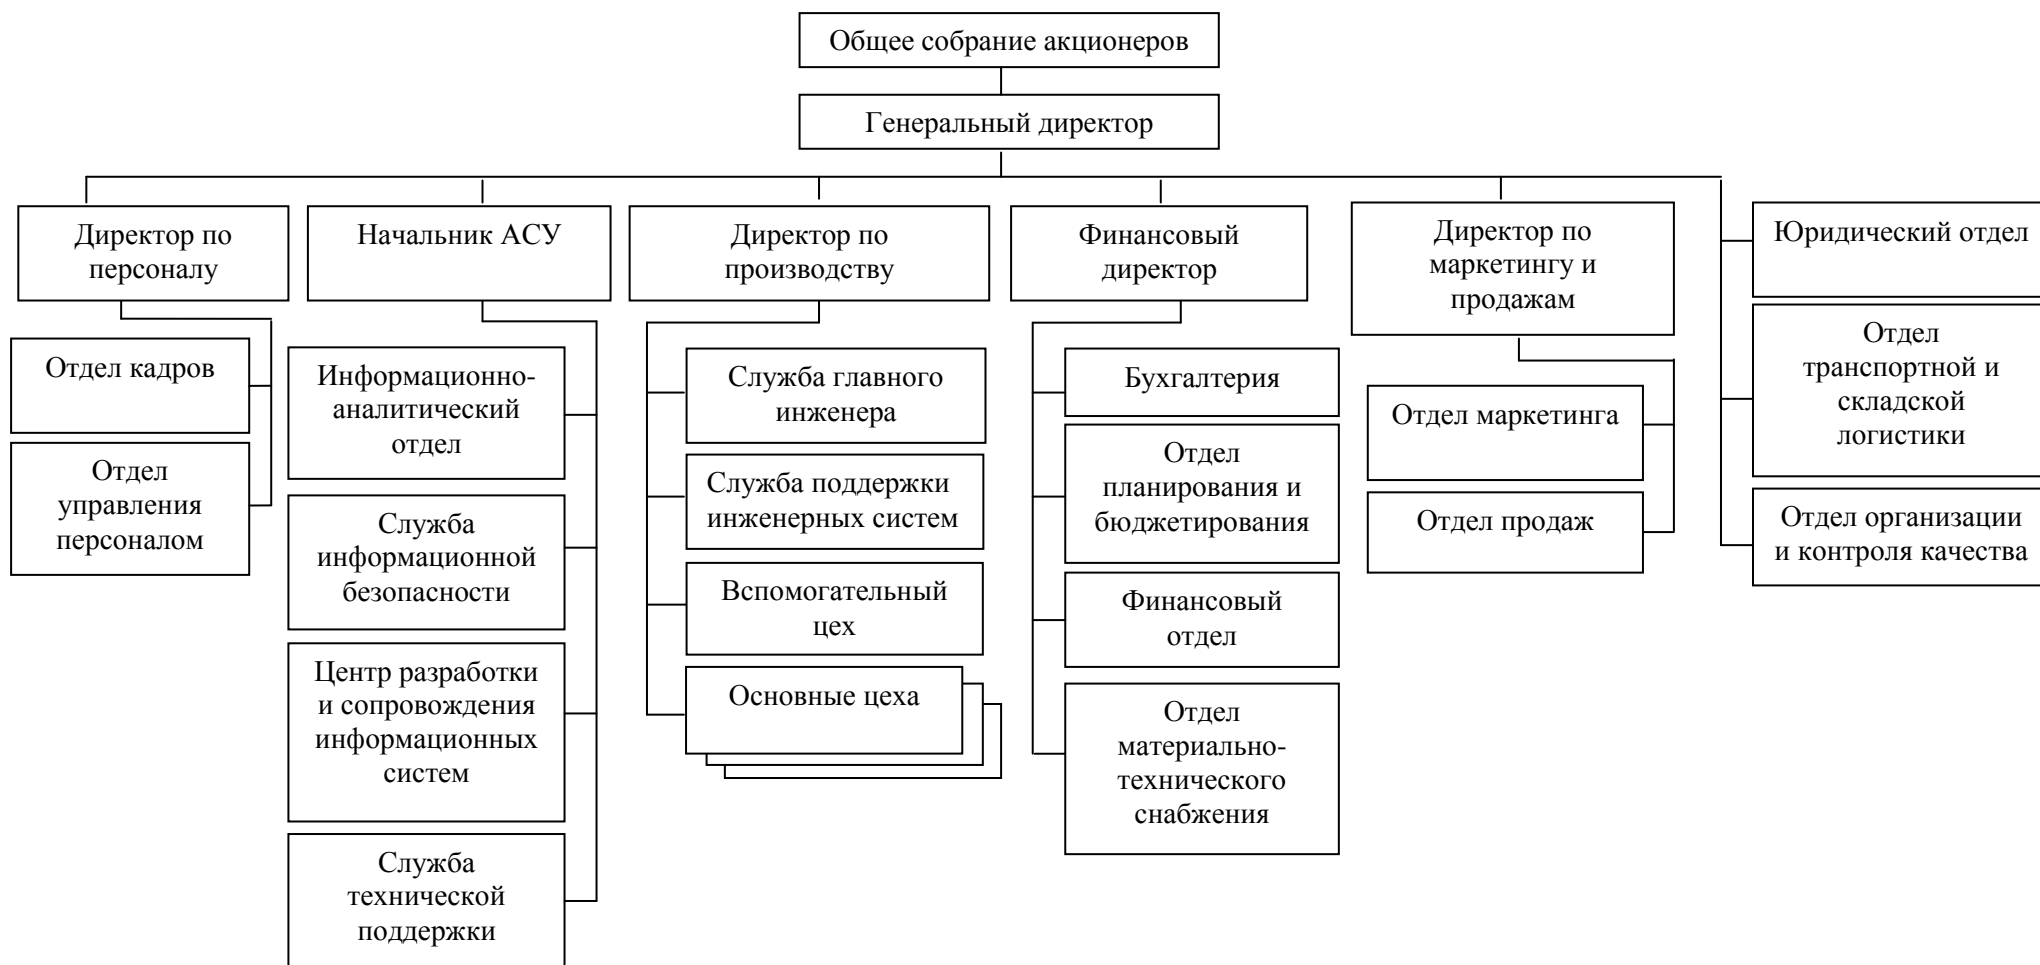 Общее собрание акционеров
Генеральный директор
Директор по
персоналу
Начальник АСУ
Директор по
производству
Финансовый
директор
Директор по
маркетингу и
продажам
Юридический отдел
Отдел кадров
Отдел
управления
персоналом
Информационно-
аналитический
отдел
Служба
информационной
безопасности
Центр разработки
и сопровождения
информационных
систем
Служба
технической
поддержки
Служба главного
инженера
Служба поддержки
инженерных систем
Вспомогательный
цех
Основные цеха
Бухгалтерия
Отдел
планирования и
бюджетирования
Финансовый
отдел
Отдел
материально-
технического
снабжения
Отдел маркетинга
Отдел продаж
Отдел
транспортной и
складской
логистики
Отдел организации
и контроля качества